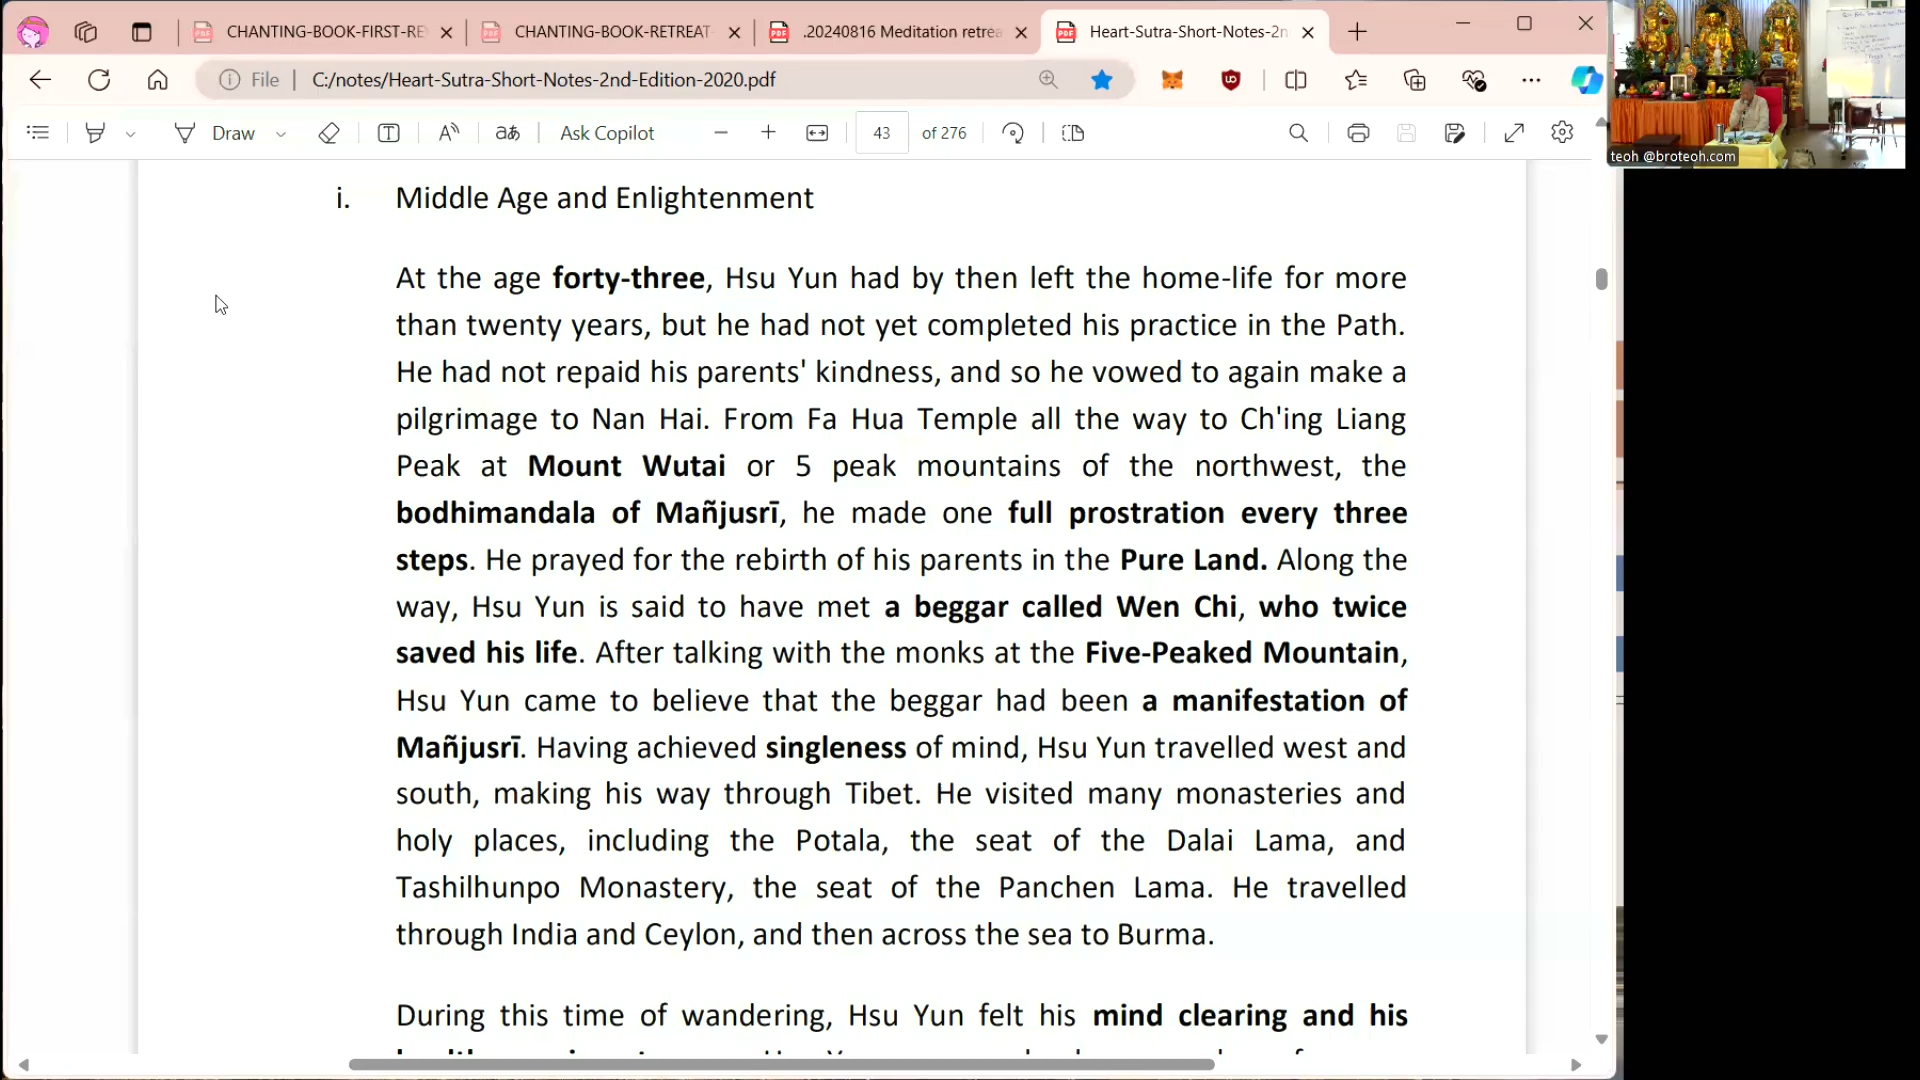 CHANTING-BOOK-FIRST-RE
CHANTING-BOOK-RETREAT-
.20240816 Meditation retrea
Heart-Sutra-Short-Notes-2n
File
C:/notes/Heart-Sutra-Short-Notes-2nd-Edition-2020.pdf
Draw
Ask Copilot
43
of 276
teoh @broteoh.com
i. Middle Age and Enlightenment
At the age forty-three, Hsu Yun had by then left the home-life for more
than twenty years, but he had not yet completed his practice in the Path.
He had not repaid his parents' kindness, and so he vowed to again make a
pilgrimage to Nan Hai. From Fa Hua Temple all the way to Ch'ing Liang
Peak at Mount Wutai or 5 peak mountains of the northwest, the
bodhimandala of Mañjusrī, he made one full prostration every three
steps. He prayed for the rebirth of his parents in the Pure Land. Along the
way, Hsu Yun is said to have met a beggar called Wen Chi, who twice
saved his life. After talking with the monks at the Five-Peaked Mountain,
Hsu Yun came to believe that the beggar had been a manifestation of
Mañjusrī. Having achieved singleness of mind, Hsu Yun travelled west and
south, making his way through Tibet. He visited many monasteries and
holy places, including the Potala, the seat of the Dalai Lama, and
Tashilhunpo Monastery, the seat of the Panchen Lama. He travelled
through India and Ceylon, and then across the sea to Burma.
During this time of wandering, Hsu Yun felt his mind clearing and his